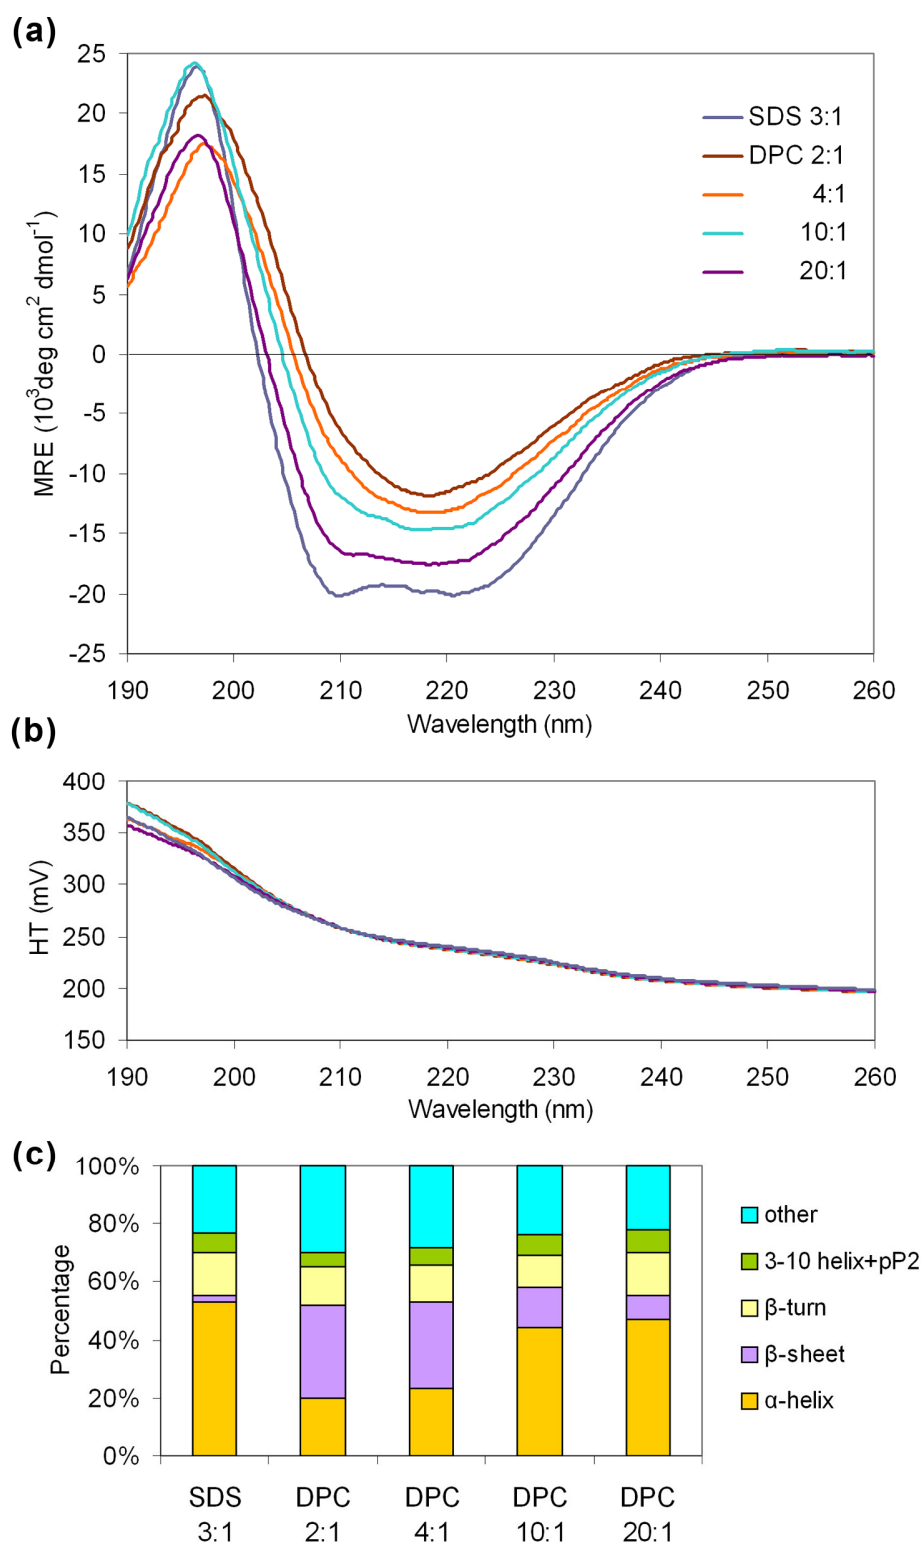 (a)
25
20
15
10
5
0
-5
-10
-15
-20
-25
MRE (10³deg cm² dmol⁻¹)
SDS 3:1
DPC 2:1
4:1
10:1
20:1
190 200 210 220 230 240 250 260
Wavelength (nm)
(b)
400
350
300
250
200
150
HT (mV)
190 200 210 220 230 240 250 260
Wavelength (nm)
(c)
100%
80%
60%
40%
20%
0%
Percentage
other
3-10 helix+pP2
β-turn
β-sheet
α-helix
SDS DPC DPC DPC DPC
3:1 2:1 4:1 10:1 20:1